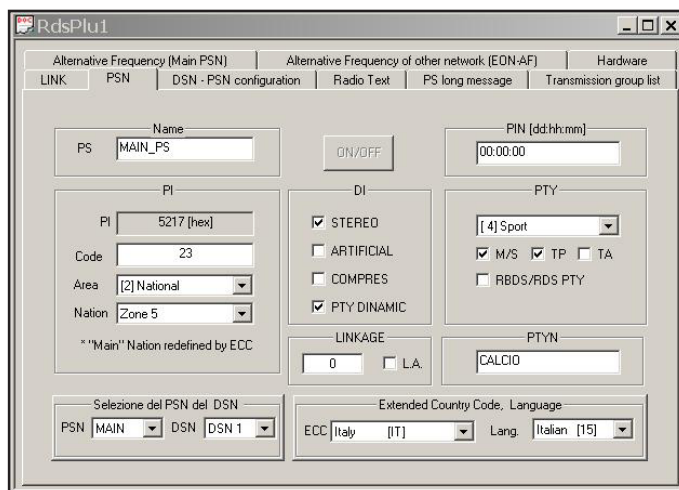 RdsPlu1
Alternative Frequency (Main PSN) Alternative Frequency of other network (EON-AF) Hardware
LINK PSN DSN - PSN configuration Radio Text PS long message Transmission group list
Name
PS MAIN_PS
ON/OFF
PIN [dd:hh:mm]
00:00:00
PI
PI 5217 [hex]
Code 23
Area [2] National
Nation Zone 5
* "Main" Nation redefined by ECC
DI
STEREO
ARTIFICIAL
COMPRES
PTY DINAMIC
PTY
[ 4] Sport
M/S TP TA
RBDS/RDS PTY
LINKAGE
0 L.A.
PTYN
CALCIO
Selezione del PSN del DSN
PSN MAIN DSN DSN 1
Extended Country Code, Language
ECC Italy [IT] Lang. Italian [15]